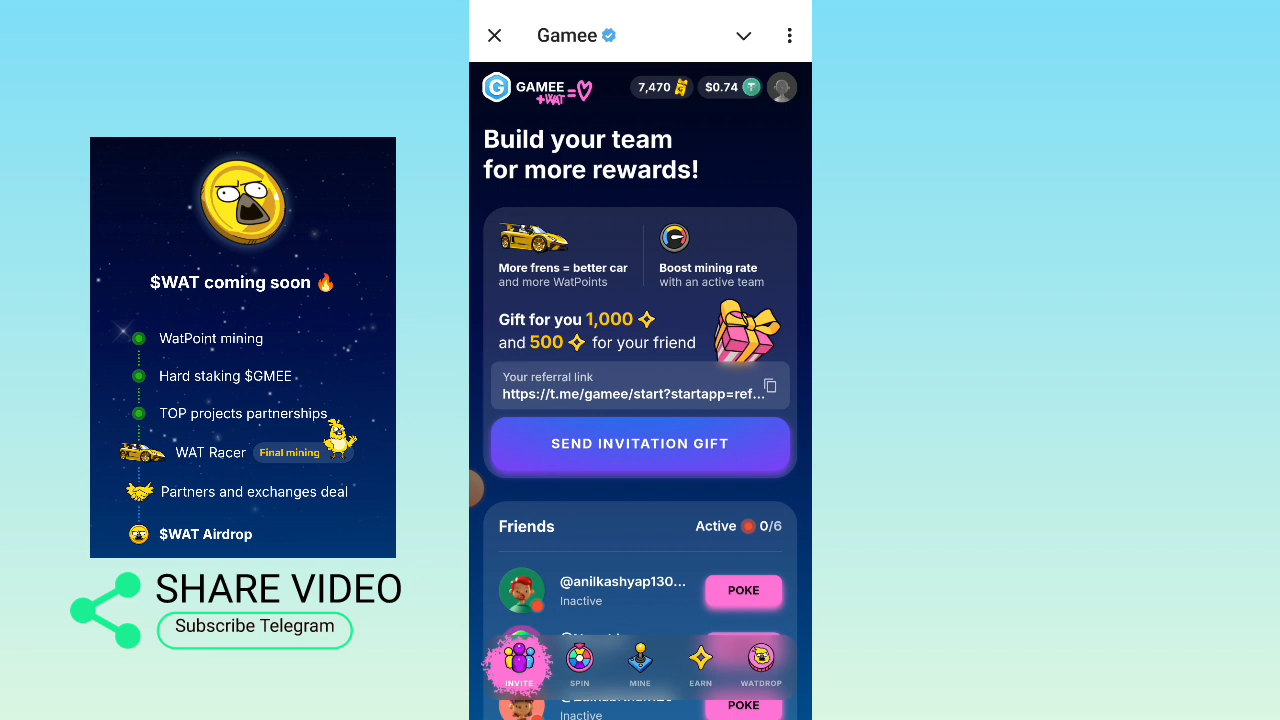 $WAT coming soon 🔥
WatPoint mining
Hard staking $GMEE
TOP projects partnerships
WAT Racer Final mining
Partners and exchanges deal
$WAT Airdrop
SHARE VIDEO
Subscribe Telegram
Gamee
GAMEE
+WAT =
7,470
$0.74
Build your team
for more rewards!
More frens = better car
and more WatPoints
Boost mining rate
with an active team
Gift for you 1,000
and 500 for your friend
Your referral link
https://t.me/gamee/start?startapp=ref...
SEND INVITATION GIFT
Friends
Active 0/6
@anilkashyap130...
Inactive
POKE
INVITE
SPIN
MINE
EARN
WATDROP
Inactive
POKE